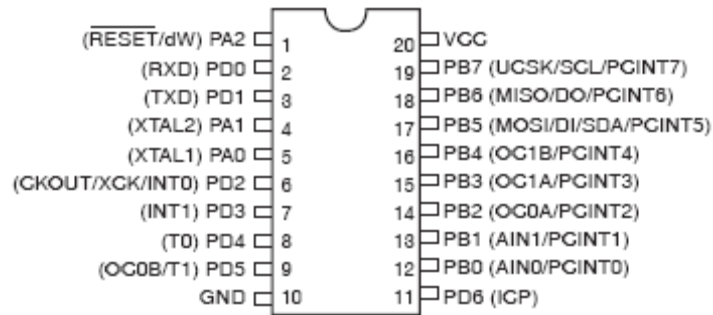 (RESET/dW) PA2 1 20 VCC
(RXD) PD0 2 19 PB7 (UCSK/SCL/PCINT7)
(TXD) PD1 3 18 PB6 (MISO/DO/PCINT6)
(XTAL2) PA1 4 17 PB5 (MOSI/DI/SDA/PCINT5)
(XTAL1) PA0 5 16 PB4 (OC1B/PCINT4)
(CKOUT/XCK/INT0) PD2 6 15 PB3 (OC1A/PCINT3)
(INT1) PD3 7 14 PB2 (OC0A/PCINT2)
(T0) PD4 8 13 PB1 (AIN1/PCINT1)
(OC0B/T1) PD5 9 12 PB0 (AIN0/PCINT0)
GND 10 11 PD6 (ICP)